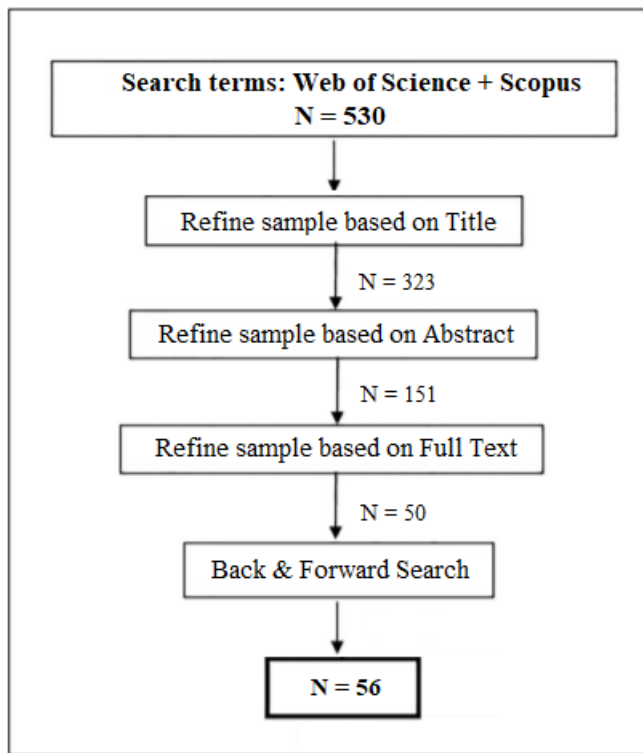 Search terms: Web of Science + Scopus
N = 530
Refine sample based on Title
N = 323
Refine sample based on Abstract
N = 151
Refine sample based on Full Text
N = 50
Back & Forward Search
N = 56